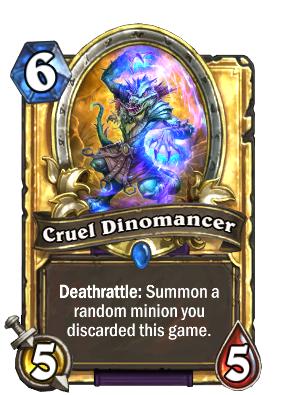 6
Cruel Dinomancer
Deathrattle: Summon a
random minion you
discarded this game.
5
5